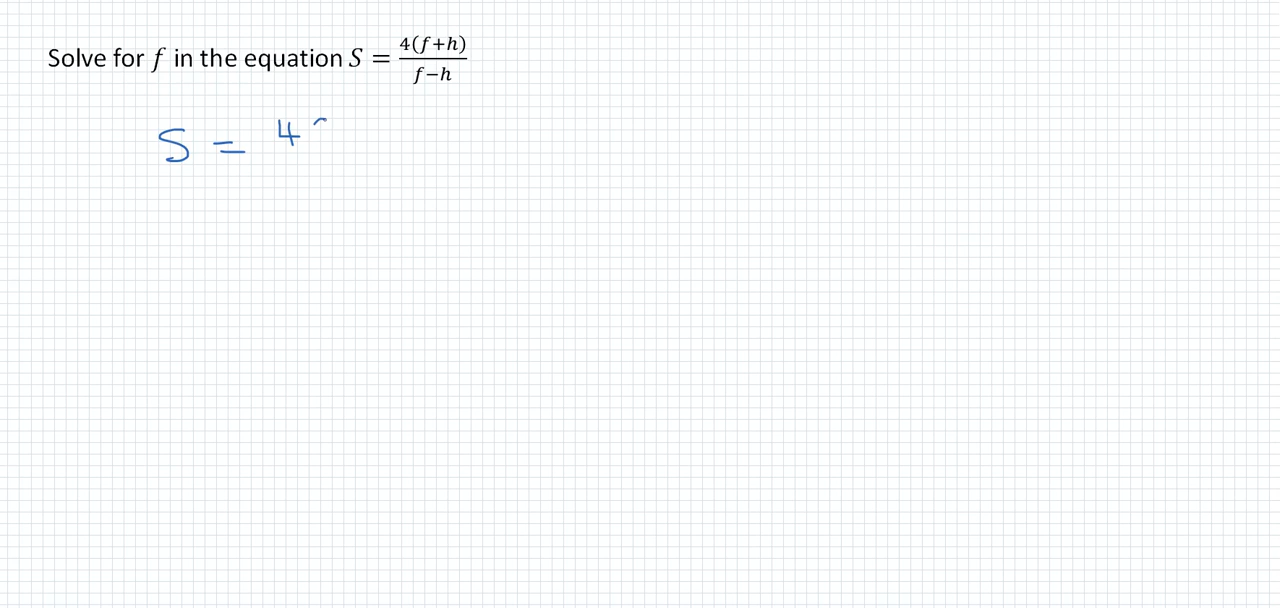 Solve for f in the equation S = 4(f+h)/(f−h)
S = 4